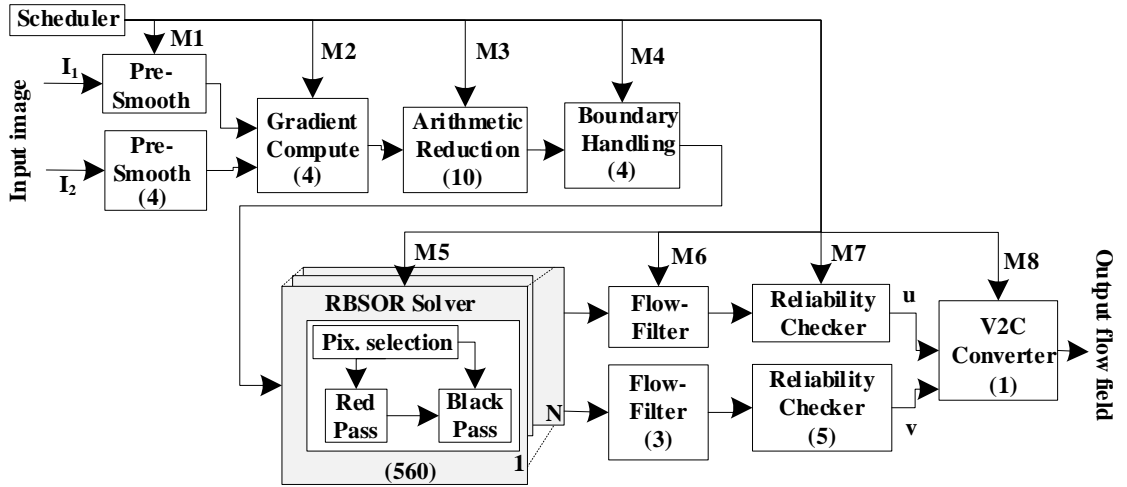 Scheduler
M1
M2
M3
M4
Input image
I1
I2
Pre-
Smooth
Pre-
Smooth
(4)
Gradient
Compute
(4)
Arithmetic
Reduction
(10)
Boundary
Handling
(4)
M5
M6
M7
M8
RBSOR Solver
Pix. selection
Red
Pass
Black
Pass
N
1
(560)
Flow-
Filter
Flow-
Filter
(3)
Reliability
Checker
Reliability
Checker
(5)
u
v
V2C
Converter
(1)
Output flow field